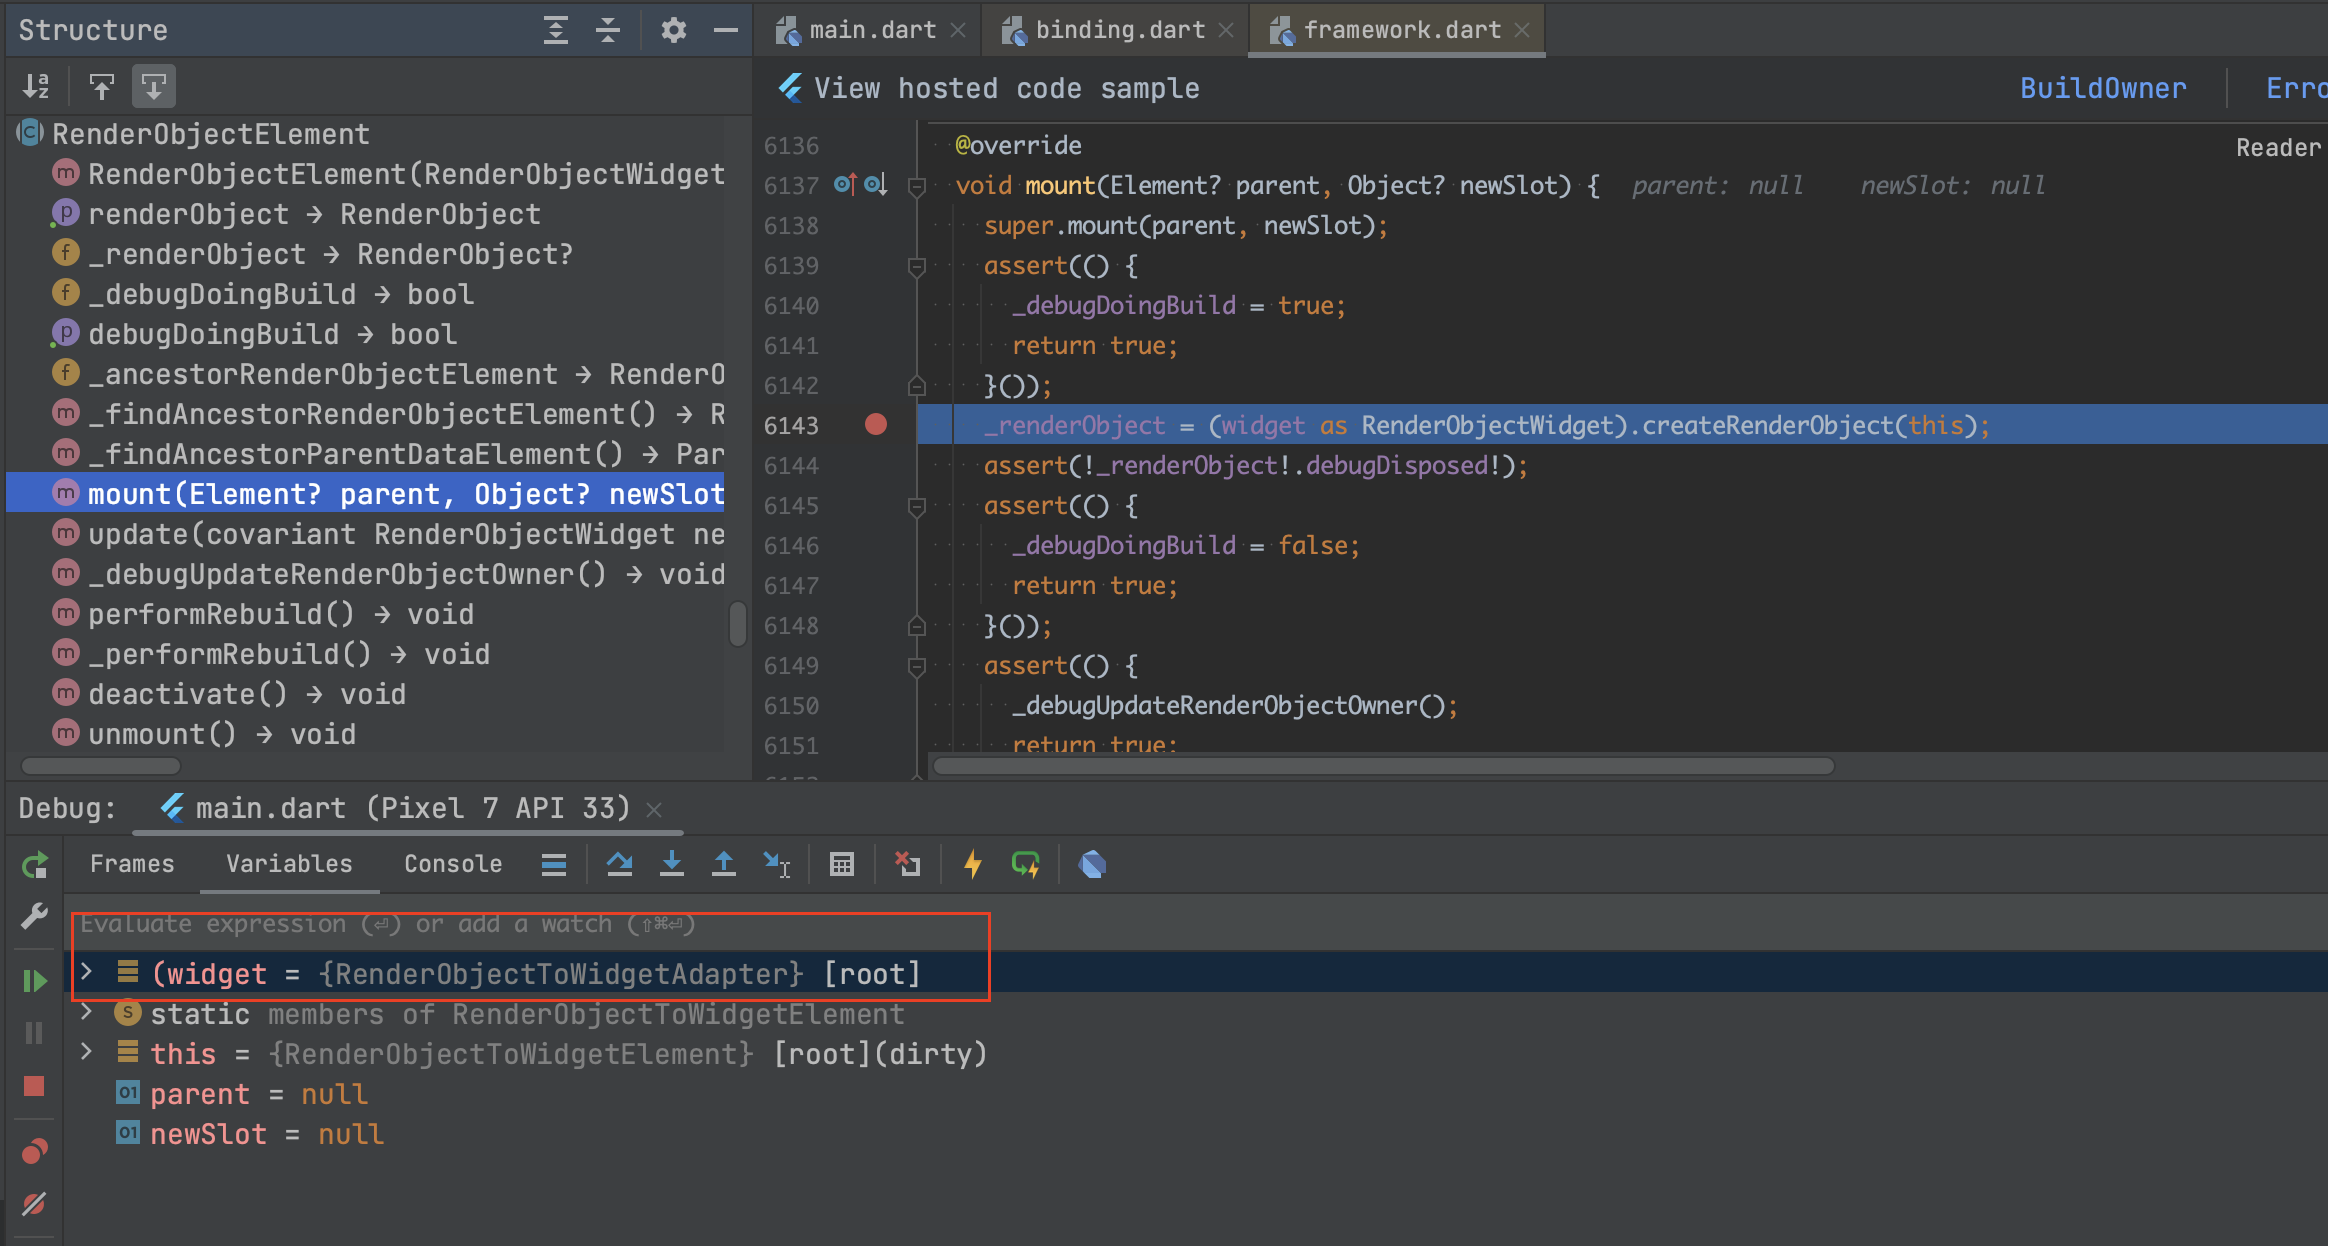 Structure
main.dart
binding.dart
framework.dart
View hosted code sample
BuildOwner
Erro
Reader
RenderObjectElement
RenderObjectElement(RenderObjectWidget
renderObject → RenderObject
_renderObject → RenderObject?
_debugDoingBuild → bool
debugDoingBuild → bool
_ancestorRenderObjectElement → RenderO
_findAncestorRenderObjectElement() → R
_findAncestorParentDataElement() → Par
mount(Element? parent, Object? newSlot
update(covariant RenderObjectWidget ne
_debugUpdateRenderObjectOwner() → void
performRebuild() → void
_performRebuild() → void
deactivate() → void
unmount() → void
6136 @override
6137 void mount(Element? parent, Object? newSlot) { parent: null newSlot: null
6138 super.mount(parent, newSlot);
6139 assert(() {
6140 _debugDoingBuild = true;
6141 return true;
6142 }());
6143 _renderObject = (widget as RenderObjectWidget).createRenderObject(this);
6144 assert(!_renderObject!.debugDisposed!);
6145 assert(() {
6146 _debugDoingBuild = false;
6147 return true;
6148 }());
6149 assert(() {
6150 _debugUpdateRenderObjectOwner();
6151 return true;
Debug: main.dart (Pixel 7 API 33)
Frames Variables Console
Evaluate expression (⏎) or add a watch (⇧⌘⏎)
(widget = {RenderObjectToWidgetAdapter} [root]
static members of RenderObjectToWidgetElement
this = {RenderObjectToWidgetElement} [root](dirty)
parent = null
newSlot = null